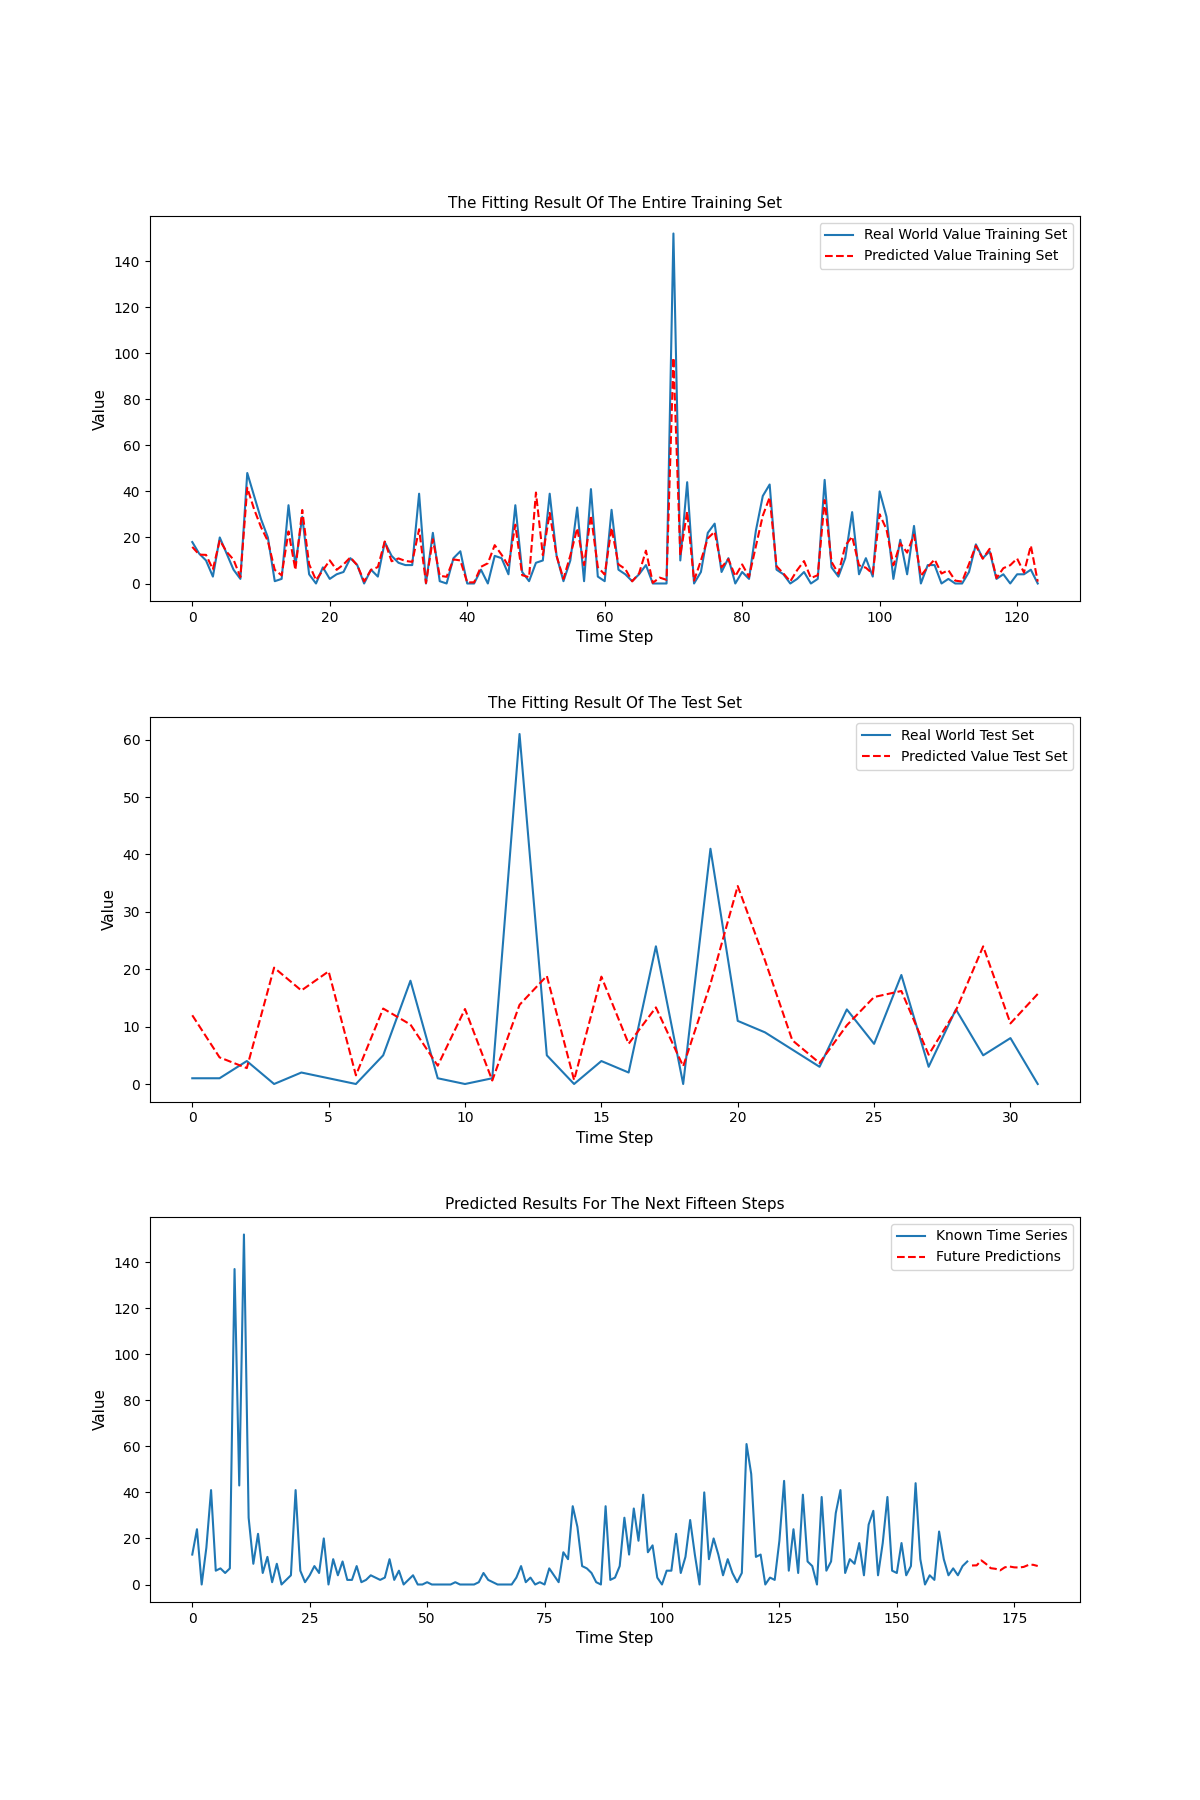 The Fitting Result Of The Entire Training Set
Real World Value Training Set
Predicted Value Training Set
Value
140
120
100
80
60
40
20
0
0 20 40 60 80 100 120
Time Step
The Fitting Result Of The Test Set
Real World Test Set
Predicted Value Test Set
Value
60
50
40
30
20
10
0
0 5 10 15 20 25 30
Time Step
Predicted Results For The Next Fifteen Steps
Known Time Series
Future Predictions
Value
140
120
100
80
60
40
20
0
0 25 50 75 100 125 150 175
Time Step